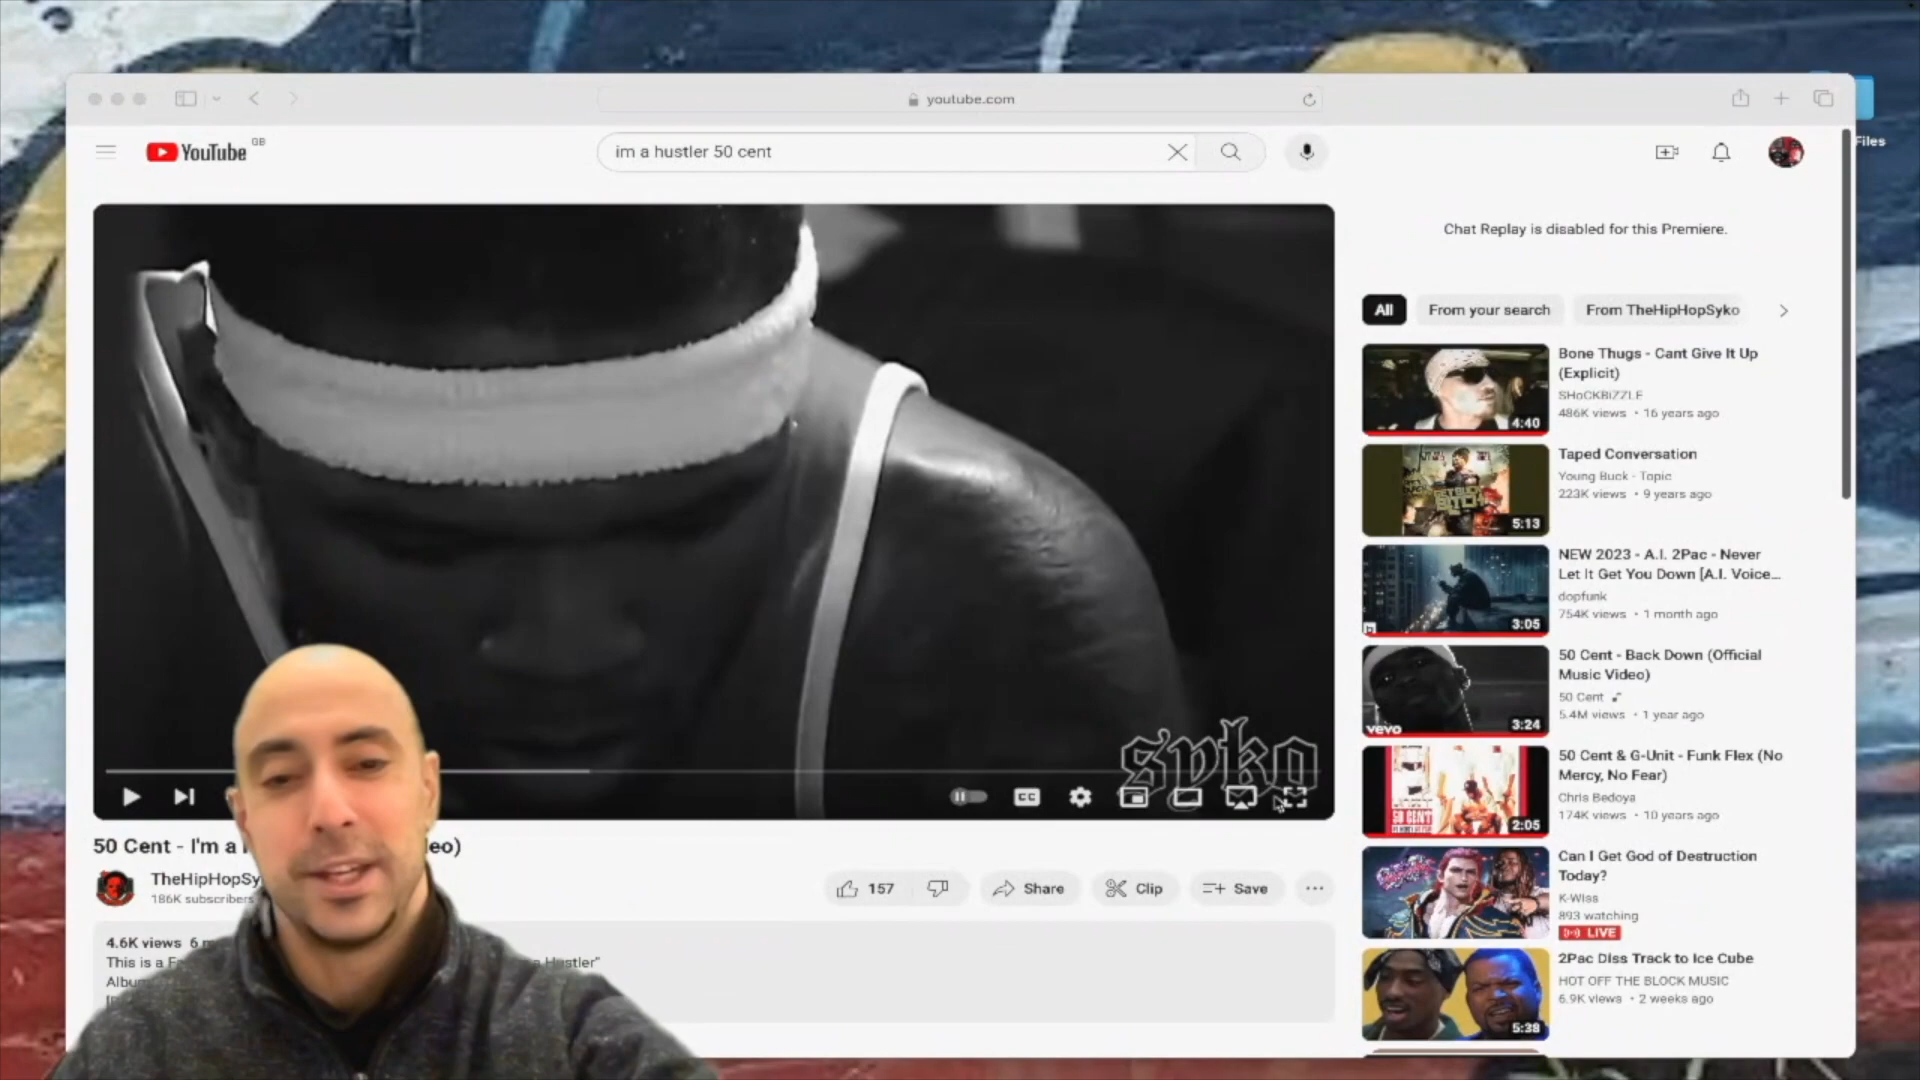 youtube.com
Files
YouTube GB
im a hustler 50 cent
Chat Replay is disabled for this Premiere.
All
From your search
From TheHipHopSyko
Bone Thugs - Cant Give It Up
(Explicit)
SHoCKBiZZLE
486K views • 16 years ago
4:40
Taped Conversation
Young Buck - Topic
223K views • 9 years ago
5:13
NEW 2023 - A.I. 2Pac - Never
Let It Get You Down [A.I. Voice...
dopfunk
754K views • 1 month ago
3:05
50 Cent - Back Down (Official
Music Video)
50 Cent
5.4M views • 1 year ago
vevo
3:24
50 Cent & G-Unit - Funk Flex (No
Mercy, No Fear)
Chris Bedoya
174K views • 10 years ago
50 CENT
2:05
Can I Get God of Destruction
Today?
K-Wiss
893 watching
LIVE
2Pac Diss Track to Ice Cube
HOT OFF THE BLOCK MUSIC
6.9K views • 2 weeks ago
5:38
syko
CC
50 Cent - I'm a eo)
TheHipHopSy
186K subscribers
157
Share
Clip
Save
4.6K views 6 m
This is a Fa a Hustler"
Album